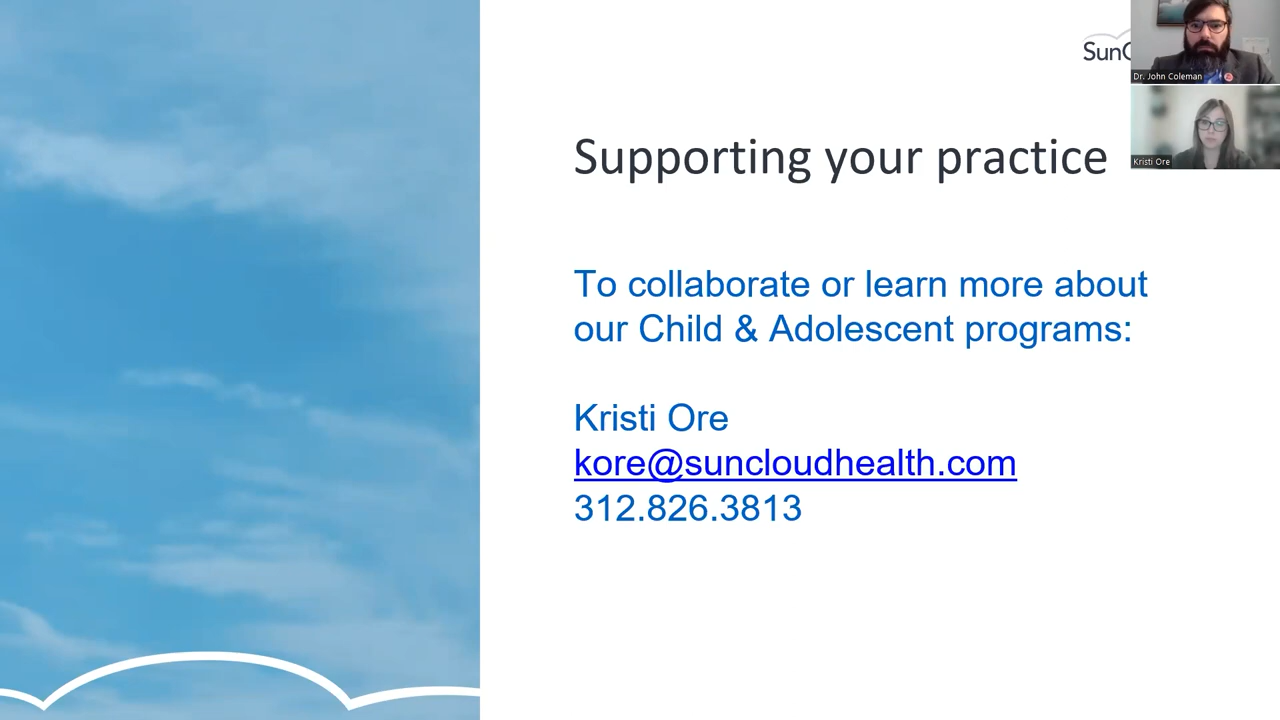 Dr. John Coleman
Kristi Ore
Supporting your practice
To collaborate or learn more about
our Child & Adolescent programs:
Kristi Ore
kore@suncloudhealth.com
312.826.3813